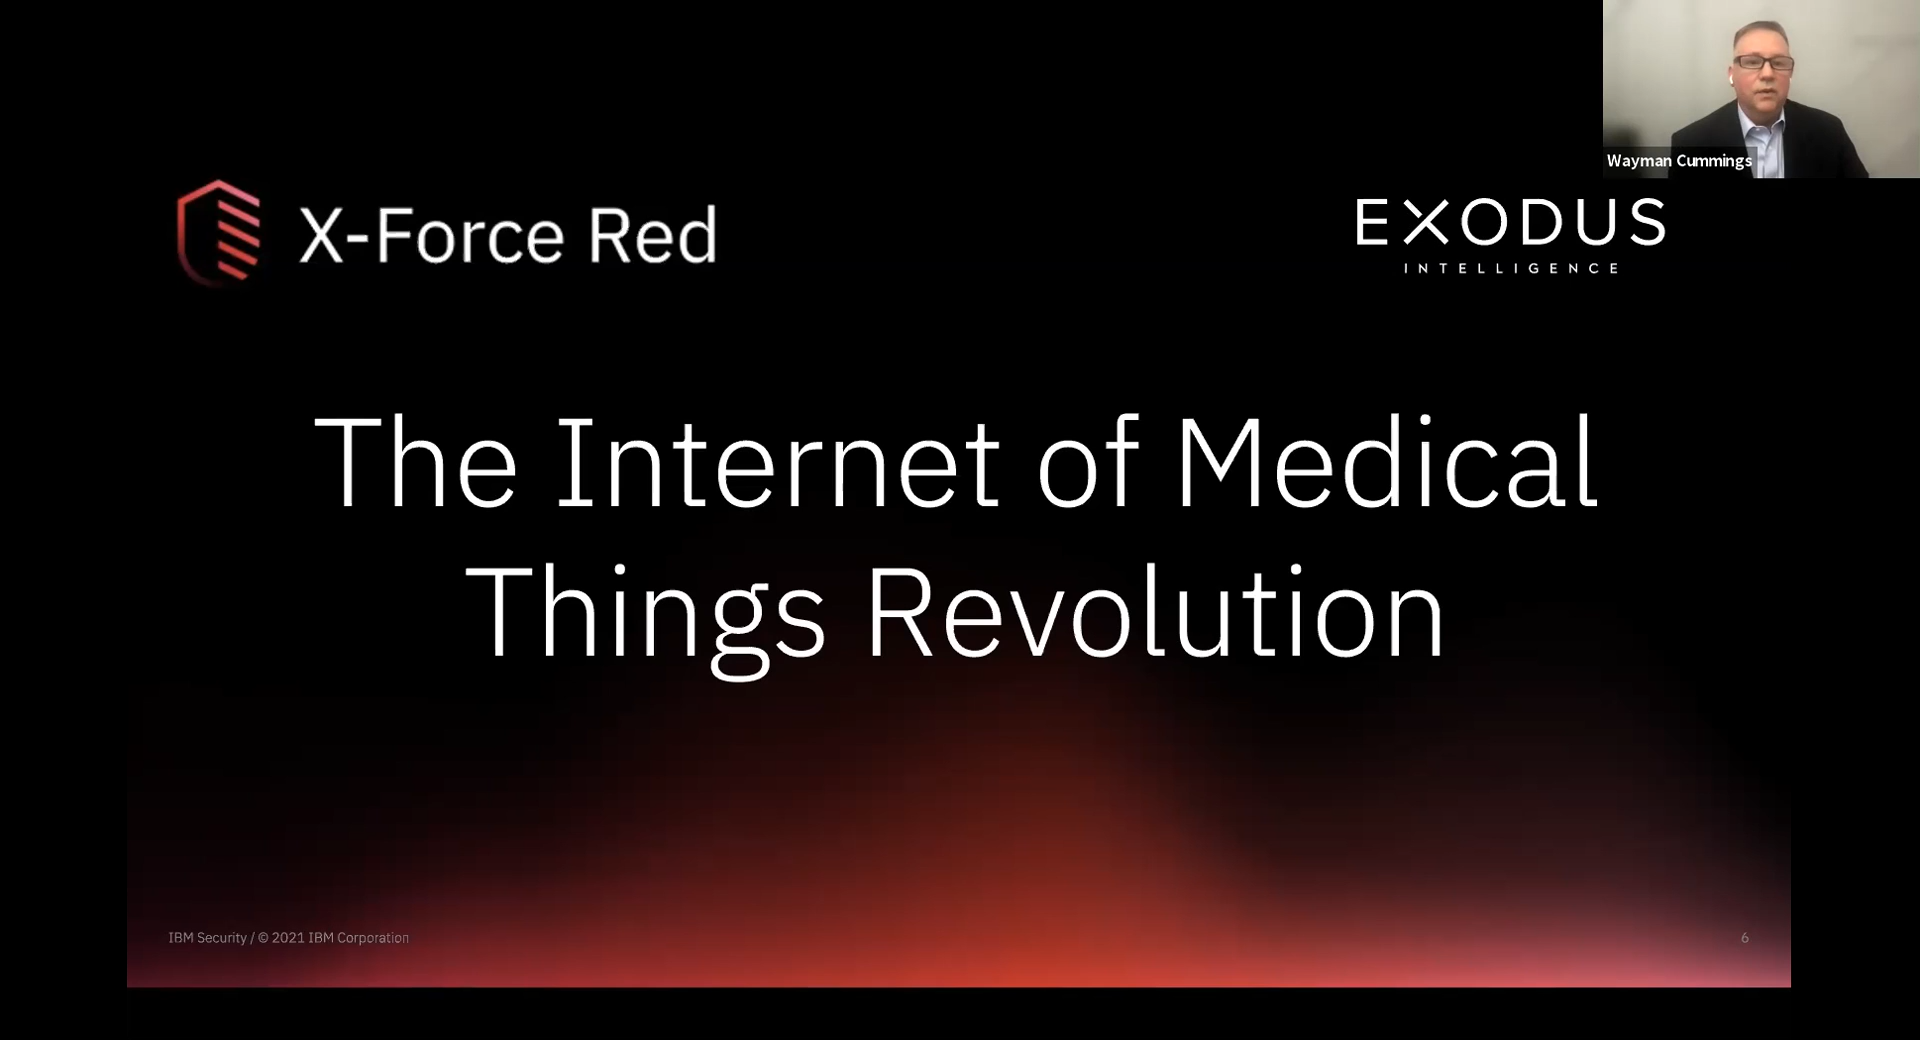 Wayman Cummings
X-Force Red
EXODUS
INTELLIGENCE
The Internet of Medical
Things Revolution
IBM Security / © 2021 IBM Corporation
6